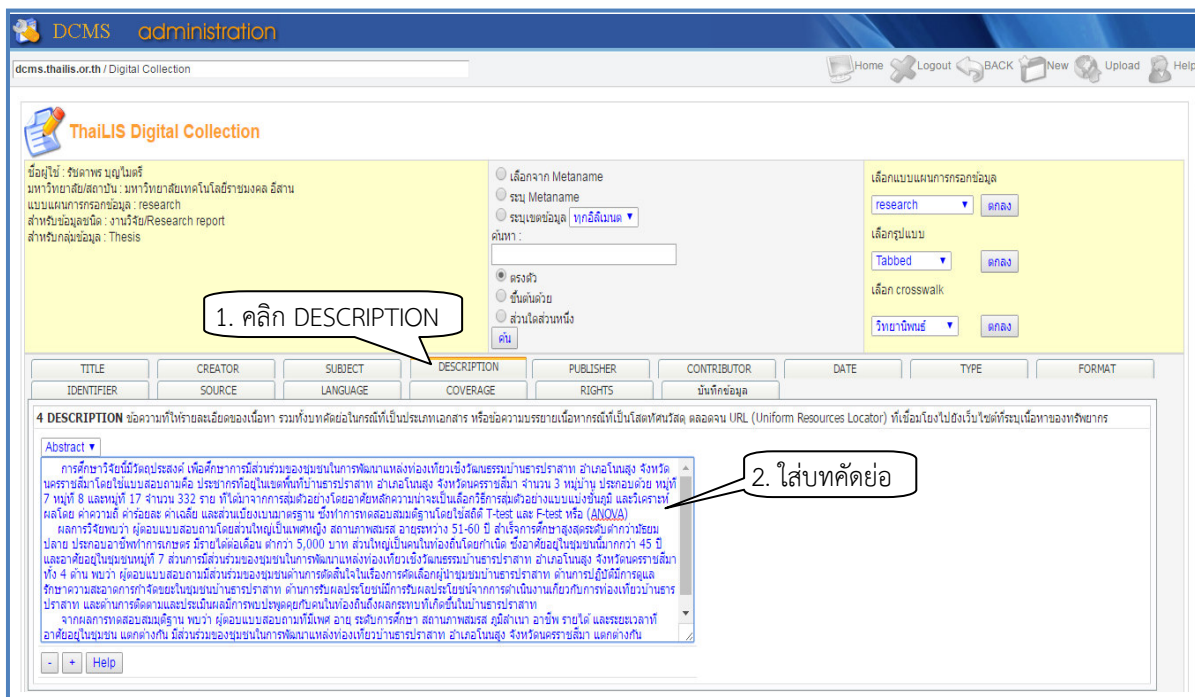 DCMS administration
dcms.thailis.or.th / Digital Collection
Home Logout BACK New Upload Help
ThaiLIS Digital Collection
ชื่อผู้ใช้ : รัชดาพร บุญไมตรี
มหาวิทยาลัย/สถาบัน : มหาวิทยาลัยเทคโนโลยีราชมงคล อีสาน
แบบแผนการกรอกข้อมูล : research
สำหรับข้อมูลชนิด : งานวิจัย/Research report
สำหรับกลุ่มข้อมูล : Thesis
เลือกจาก Metaname
ระบุ Metaname
ระบุเขตข้อมูล ทุกอิลิเมนต ▼
ค้นหา :
ตรงตัว
ขึ้นต้นด้วย
ส่วนใดส่วนหนึ่ง
ค้น
เลือกแบบแผนการกรอกข้อมูล
research ▼ ตกลง
เลือกรูปแบบ
Tabbed ▼ ตกลง
เลือก crosswalk
วิทยานิพนธ์ ▼ ตกลง
1. คลิก DESCRIPTION
TITLE CREATOR SUBJECT DESCRIPTION PUBLISHER CONTRIBUTOR DATE TYPE FORMAT
IDENTIFIER SOURCE LANGUAGE COVERAGE RIGHTS บันทึกข้อมูล
4 DESCRIPTION ข้อความที่ให้รายละเอียดของเนื้อหา รวมทั้งบทคัดย่อในกรณีที่เป็นประเภทเอกสาร หรือข้อความบรรยายเนื้อหากรณีที่เป็นโสตทัศนวัสดุ ตลอดจน URL (Uniform Resources Locator) ที่เชื่อมโยงไปยังเว็บไซต์ที่ระบุเนื้อหาของทรัพยากร
Abstract ▼
การศึกษาวิจัยนี้มีวัตถุประสงค์ เพื่อศึกษาการมีส่วนร่วมของชุมชนในการพัฒนาแหล่งท่องเที่ยวเชิงวัฒนธรรมบ้านธารปราสาท อำเภอโนนสูง จังหวัด
นครราชสีมาโดยใช้แบบสอบถามคือ ประชากรที่อยู่ในเขตพื้นที่บ้านธารปราสาท อำเภอโนนสูง จังหวัดนครราชสีมา จำนวน 3 หมู่บ้าน ประกอบด้วย หมู่ที่
7 หมู่ที่ 8 และหมู่ที่ 17 จำนวน 332 ราย ที่ได้มาจากการสุ่มตัวอย่างโดยอาศัยหลักความน่าจะเป็นเลือกวิธีการสุ่มตัวอย่างแบบแบ่งชั้นภูมิ และวิเคราะห์
ผลโดย ค่าความถี่ ค่าร้อยละ ค่าเฉลี่ย และส่วนเบี่ยงเบนมาตรฐาน ซึ่งทำการทดสอบสมมติฐานโดยใช้สถิติ T-test และ F-test หรือ (ANOVA)
ผลการวิจัยพบว่า ผู้ตอบแบบสอบถามโดยส่วนใหญ่เป็นเพศหญิง สถานภาพสมรส อายุระหว่าง 51-60 ปี สำเร็จการศึกษาสูงสุดระดับต่ำกว่ามัธยม
ปลาย ประกอบอาชีพทำการเกษตร มีรายได้ต่อเดือน ต่ำกว่า 5,000 บาท ส่วนใหญ่เป็นคนในท้องถิ่นโดยกำเนิด ซึ่งอาศัยอยู่ในชุมชนนี้มากกว่า 45 ปี
และอาศัยอยู่ในชุมชนหมู่ที่ 7 ส่วนการมีส่วนร่วมของชุมชนในการพัฒนาแหล่งท่องเที่ยวเชิงวัฒนธรรมบ้านธารปราสาท อำเภอโนนสูง จังหวัดนครราชสีมา
ทั้ง 4 ด้าน พบว่า ผู้ตอบแบบสอบถามมีส่วนร่วมของชุมชนด้านการตัดสินใจในเรื่องการคัดเลือกผู้นำชุมชนบ้านธารปราสาท ด้านการปฏิบัติมีการดูแล
รักษาความสะอาดการกำจัดขยะในชุมชนบ้านธารปราสาท ด้านการรับผลประโยชน์มีการรับผลประโยชน์จากการดำเนินงานเกี่ยวกับการท่องเที่ยวบ้านธาร
ปราสาท และด้านการติดตามและประเมินผลมีการพบปะพูดคุยกับคนในท้องถิ่นถึงผลกระทบที่เกิดขึ้นในบ้านธารปราสาท
จากผลการทดสอบสมมุติฐาน พบว่า ผู้ตอบแบบสอบถามที่มีเพศ อายุ ระดับการศึกษา สถานภาพสมรส ภูมิลำเนา อาชีพ รายได้ และระยะเวลาที่
อาศัยอยู่ในชุมชน แตกต่างกัน มีส่วนร่วมของชุมชนในการพัฒนาแหล่งท่องเที่ยวบ้านธารปราสาท อำเภอโนนสูง จังหวัดนครราชสีมา แตกต่างกัน
2. ใส่บทคัดย่อ
- + Help